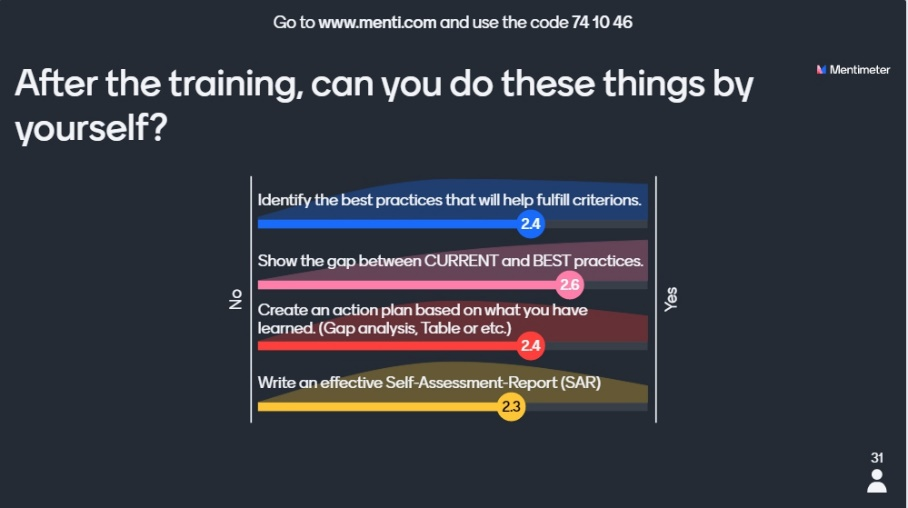 Go to www.menti.com and use the code 74 10 46
Mentimeter
After the training, can you do these things by
yourself?
Identify the best practices that will help fulfill criterions.
2.4
Show the gap between CURRENT and BEST practices.
2.6
No
Yes
Create an action plan based on what you have
learned. (Gap analysis, Table or etc.)
2.4
Write an effective Self-Assessment-Report (SAR)
2.3
31